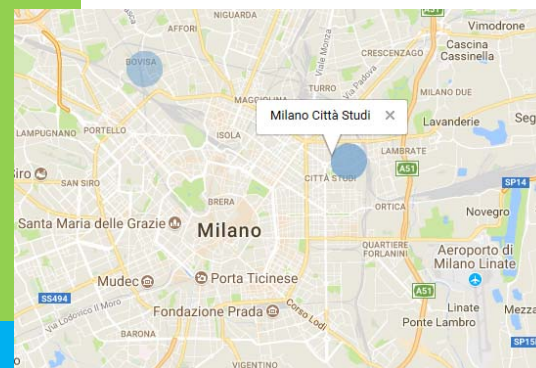 NIGUARDA
Vimodrone
AFFORI
Viale Monza
CRESCENZAGO
Cascina
Cassinella
BOVISA
Via Padova
TURRO
MILANO DUE
Milano Città Studi ×
Lavanderie
Seg
LAMPUGNANO
PORTELLO
ISOLA
LAMBRATE
A51
iro
SAN SIRO
CITTÀ STUDI
SP14
BRERA
ORTICA
Novegro
Santa Maria delle Grazie
Milano
QUARTIERE
FORLANINI
Aeroporto di
Milano Linate
Mudec
Porta Ticinese
A51
SS494
Via Lodovico Il Moro
Fondazione Prada
Corso Lodi
Linate
Mezza
Ponte Lambro
BARONA
SP15
VIGENTINO
o